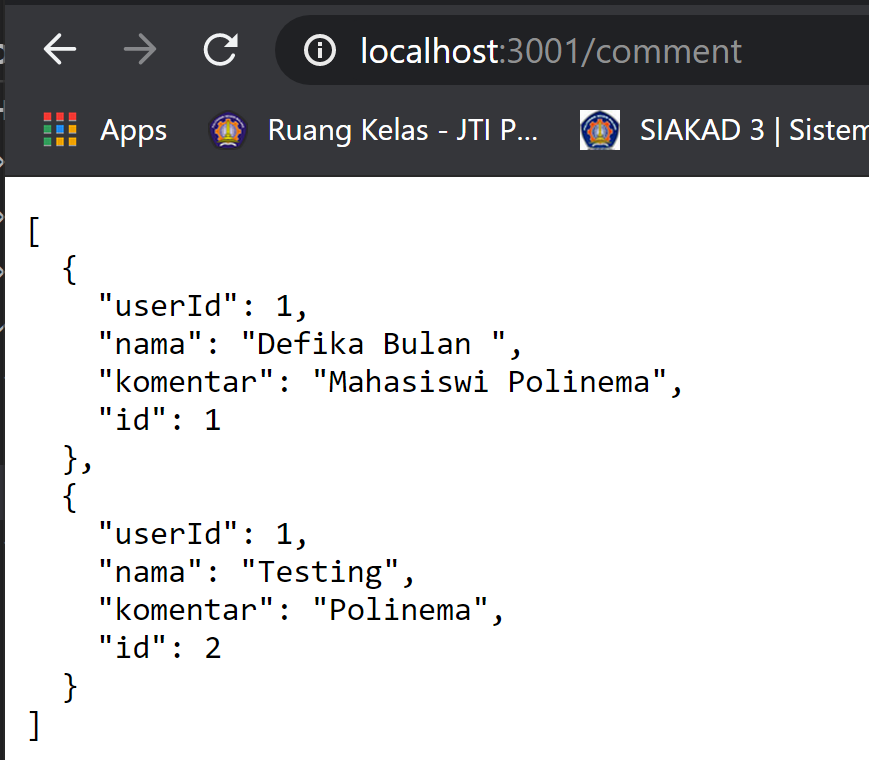 localhost:3001/comment
Apps Ruang Kelas - JTI P... SIAKAD 3 | Sistem
[
  {
    "userId": 1,
    "nama": "Defika Bulan ",
    "komentar": "Mahasiswi Polinema",
    "id": 1
  },
  {
    "userId": 1,
    "nama": "Testing",
    "komentar": "Polinema",
    "id": 2
  }
]